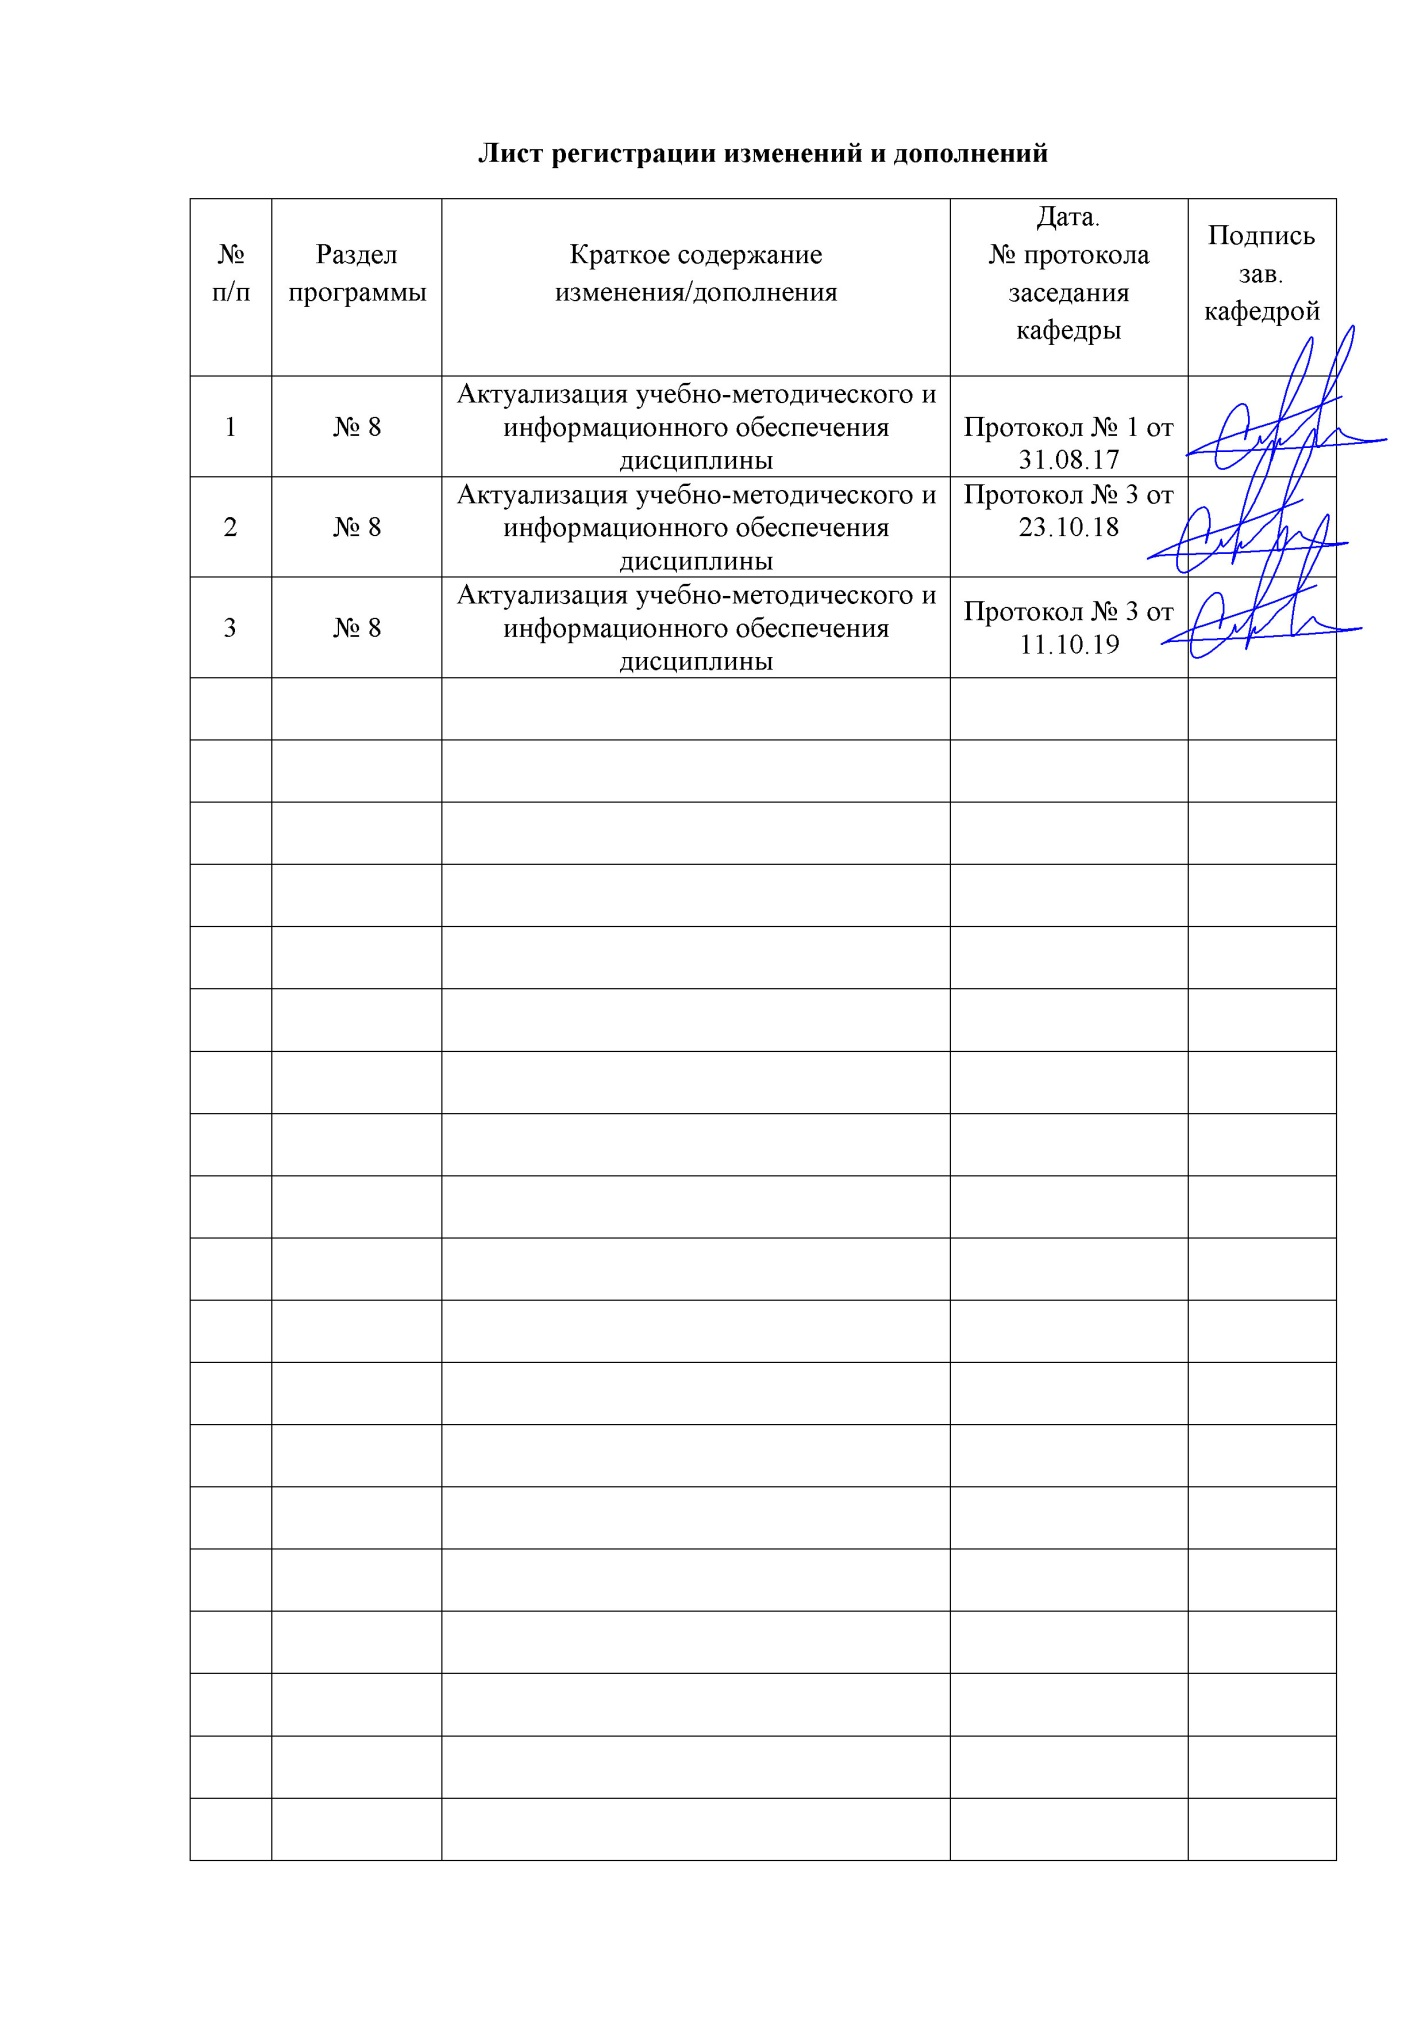 Лист регистрации изменений и дополнений
№
п/п
Раздел
программы
Краткое содержание
изменения/дополнения
Дата.
№ протокола
заседания
кафедры
Подпись
зав.
кафедрой
1
№ 8
Актуализация учебно-методического и
информационного обеспечения
дисциплины
Протокол № 1 от
31.08.17
2
№ 8
Актуализация учебно-методического и
информационного обеспечения
дисциплины
Протокол № 3 от
23.10.18
3
№ 8
Актуализация учебно-методического и
информационного обеспечения
дисциплины
Протокол № 3 от
11.10.19